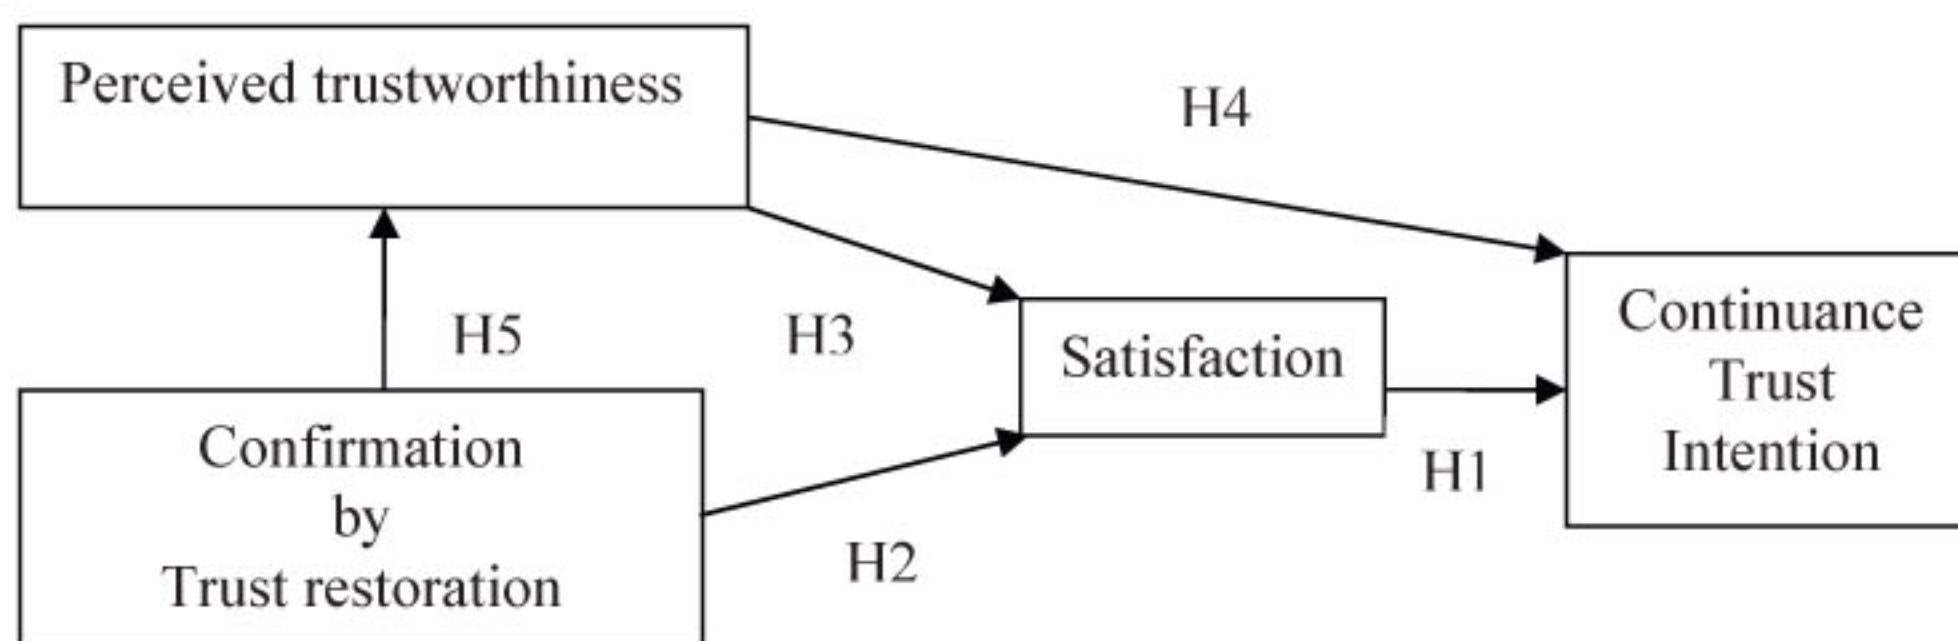 Perceived trustworthiness
H4
H5
H3
Satisfaction
Continuance
Trust
Intention
H1
Confirmation
by
Trust restoration
H2